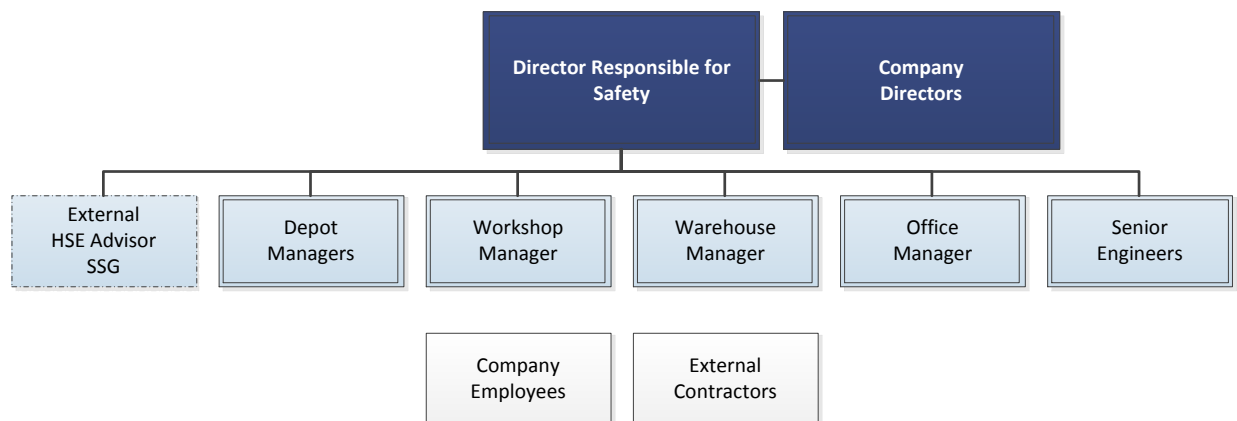 Director Responsible for
Safety
Company
Directors
External
HSE Advisor
SSG
Depot
Managers
Workshop
Manager
Warehouse
Manager
Office
Manager
Senior
Engineers
Company
Employees
External
Contractors